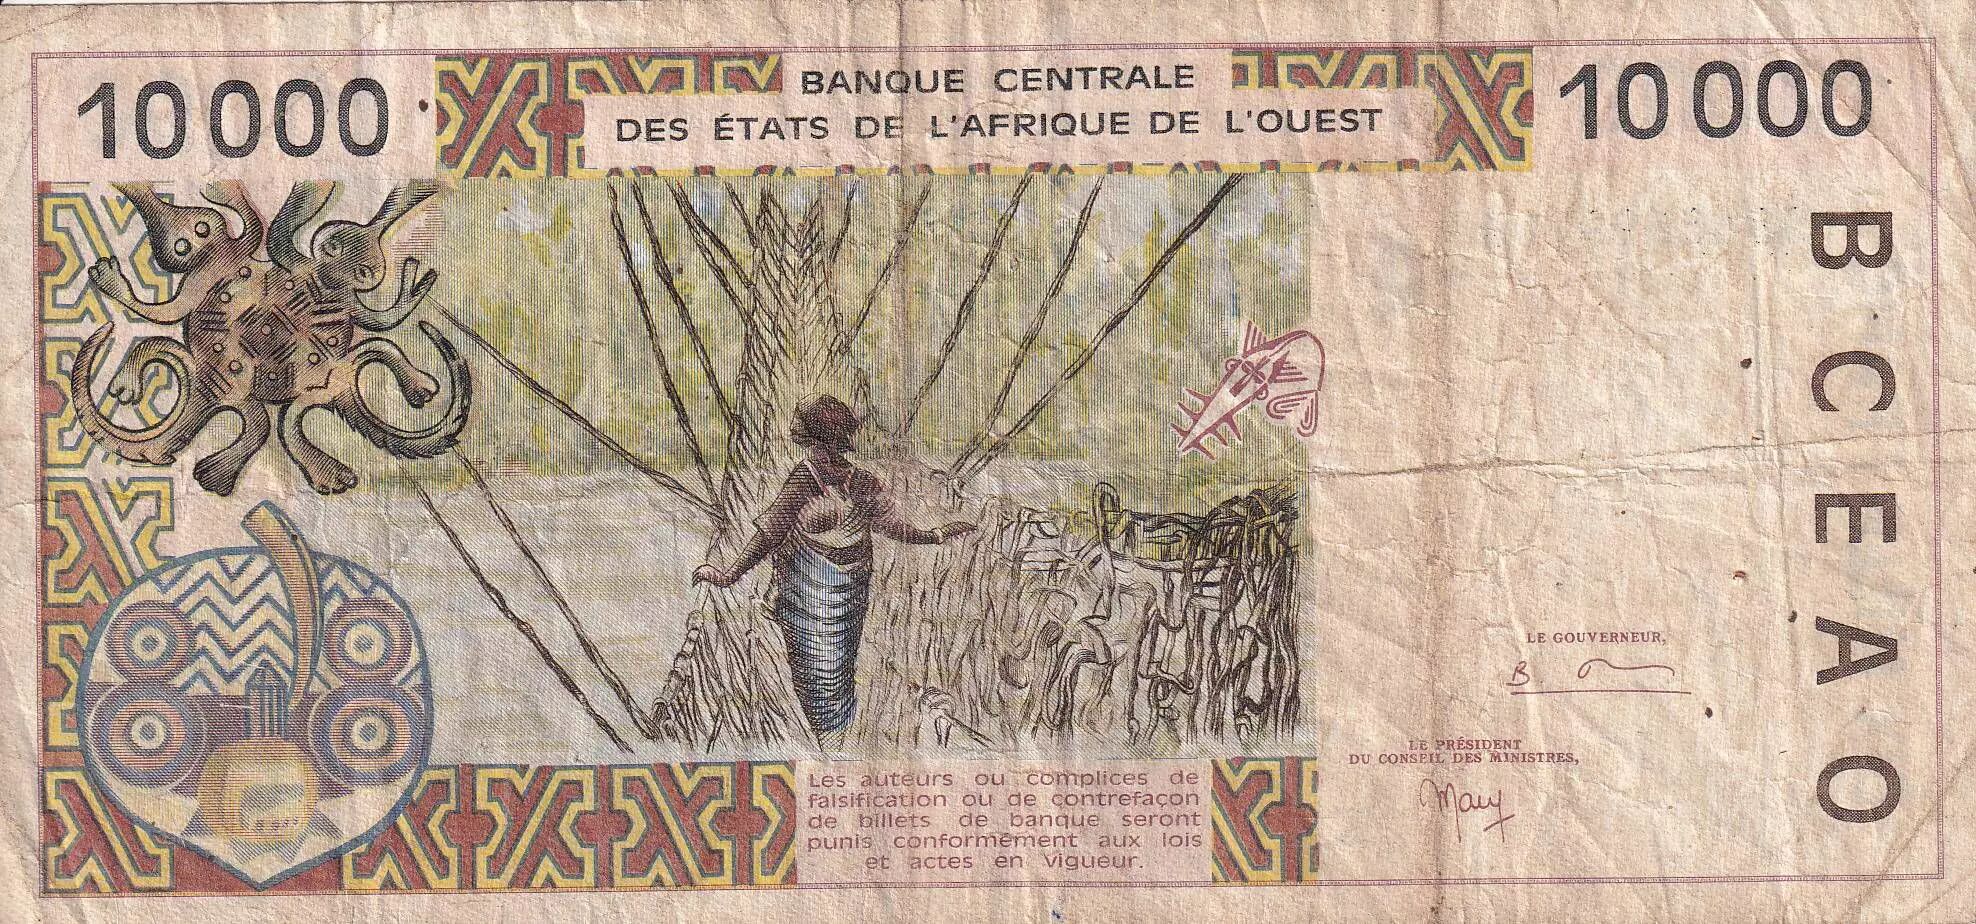 10 000
BANQUE CENTRALE
DES ÉTATS DE L'AFRIQUE DE L'OUEST
10 000
BCEAO
LE GOUVERNEUR,
LE PRÉSIDENT
DU CONSEIL DES MINISTRES,
Les auteurs ou complices de
falsification ou de contrefaçon
de billets de banque seront
punis conformément aux lois
et actes en vigueur.